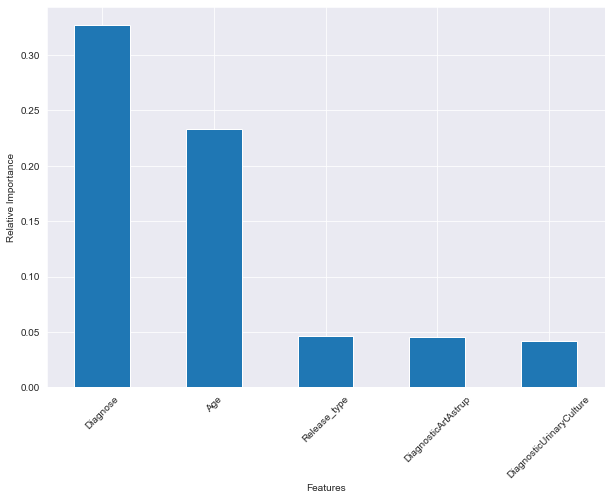 0.30
0.25
0.20
0.15
0.10
0.05
0.00
Relative Importance
Diagnose
Age
Release_type
DiagnosticArtAstrup
DiagnosticUrinaryCulture
Features